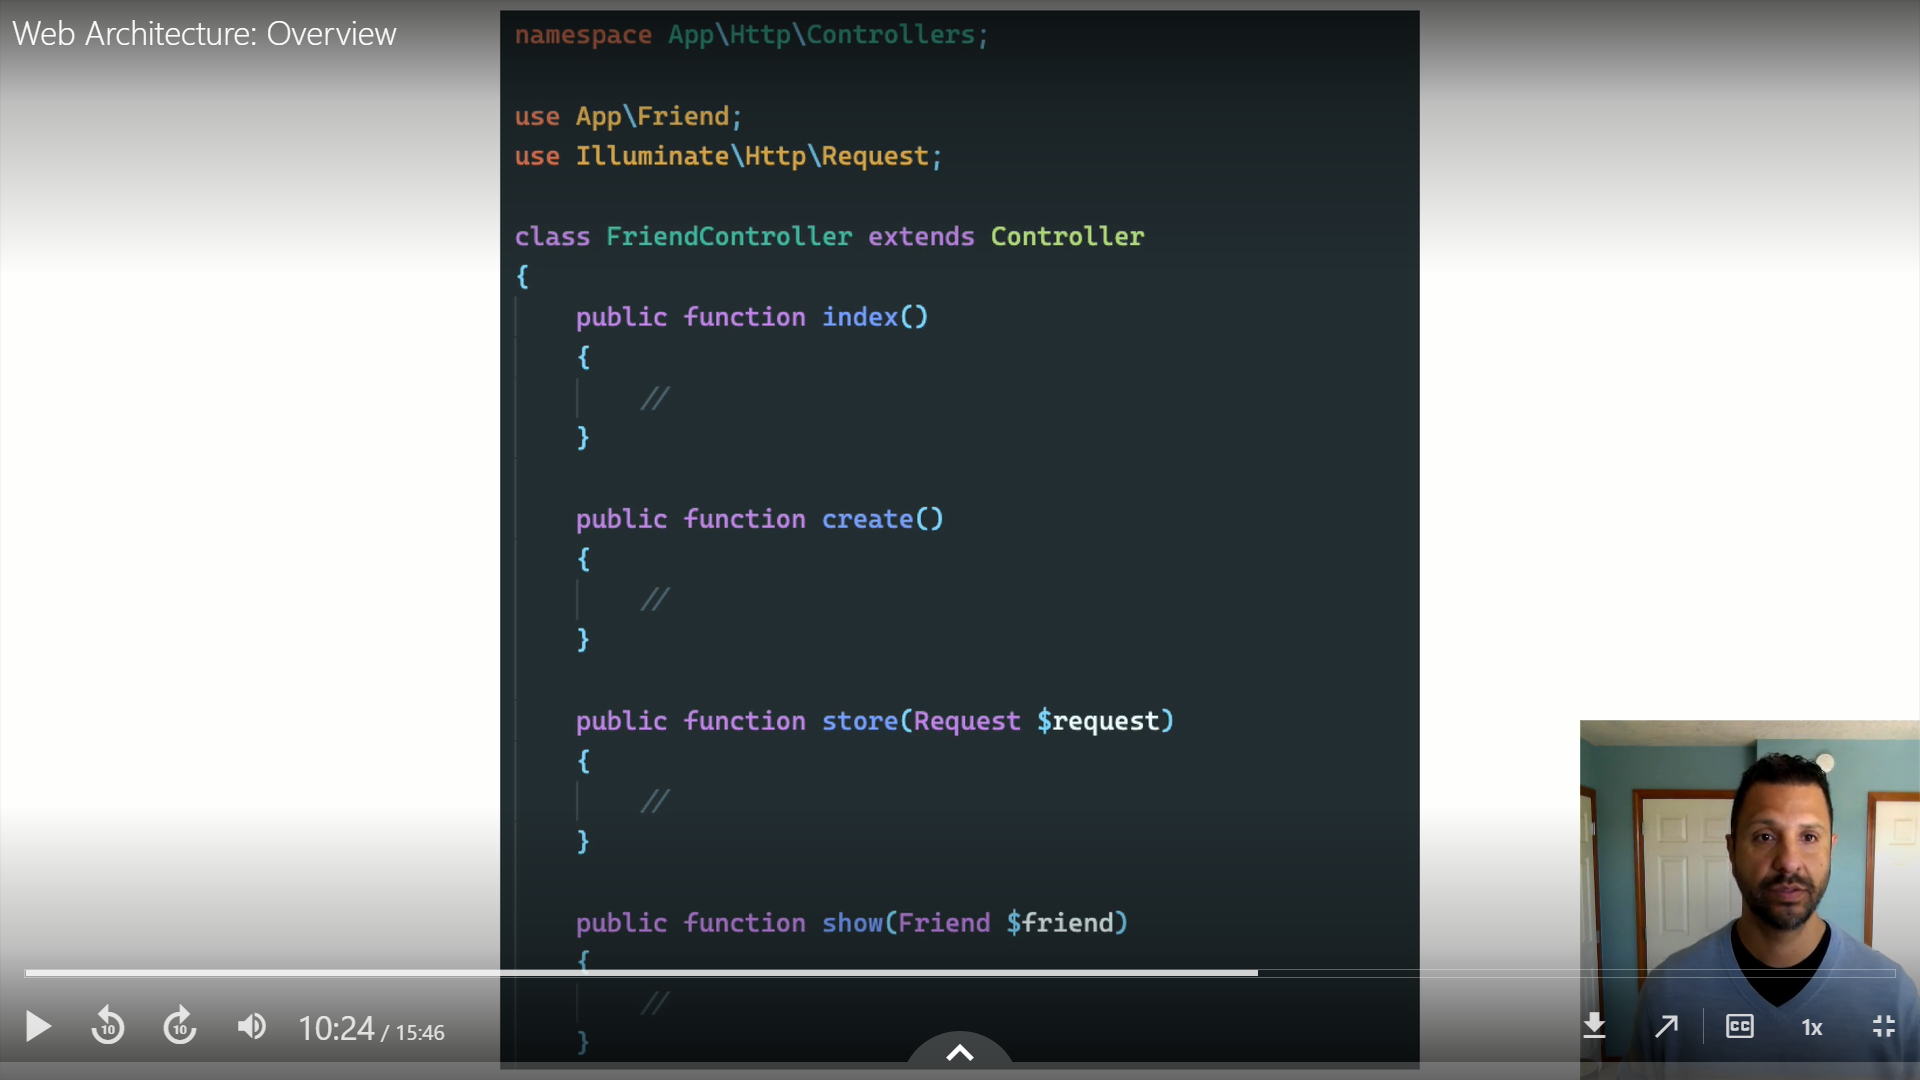 Web Architecture: Overview
namespace App\Http\Controllers;
use App\Friend;
use Illuminate\Http\Request;
class FriendController extends Controller
{
    public function index()
    {
        //
    }
    public function create()
    {
        //
    }
    public function store(Request $request)
    {
        //
    }
    public function show(Friend $friend)
    {
        //
    }
10
10
10:24 / 15:46
CC
1x